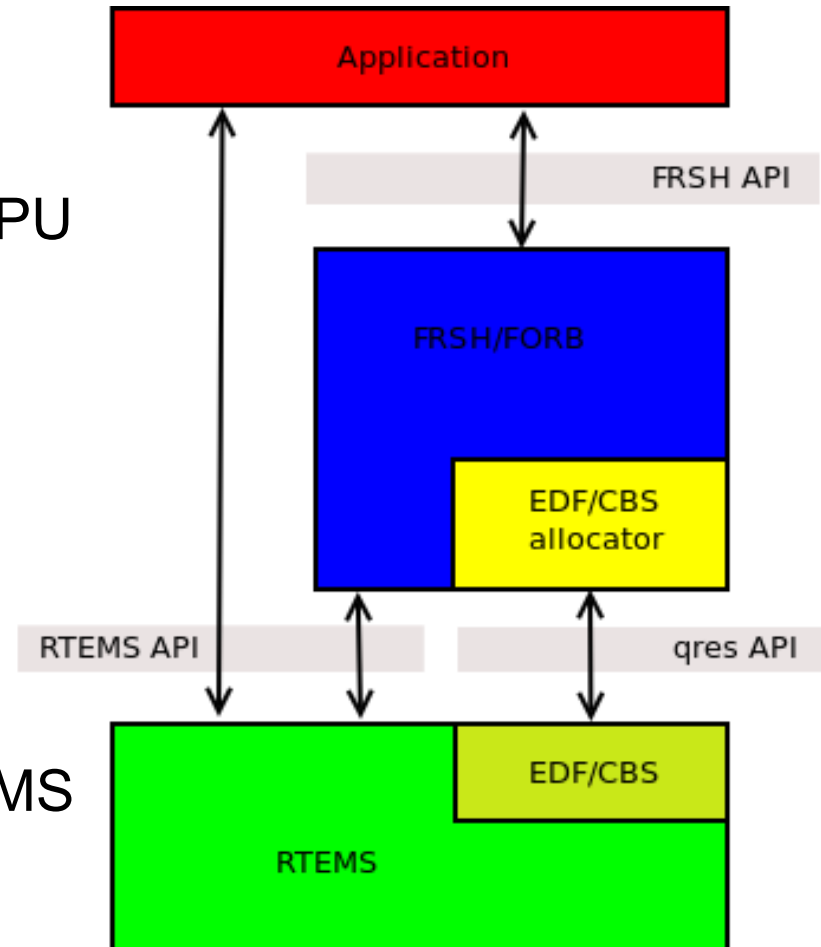 Application
FRSH API
PU
FRSH/FORB
EDF/CBS
allocator
RTEMS API
qres API
MS
EDF/CBS
RTEMS